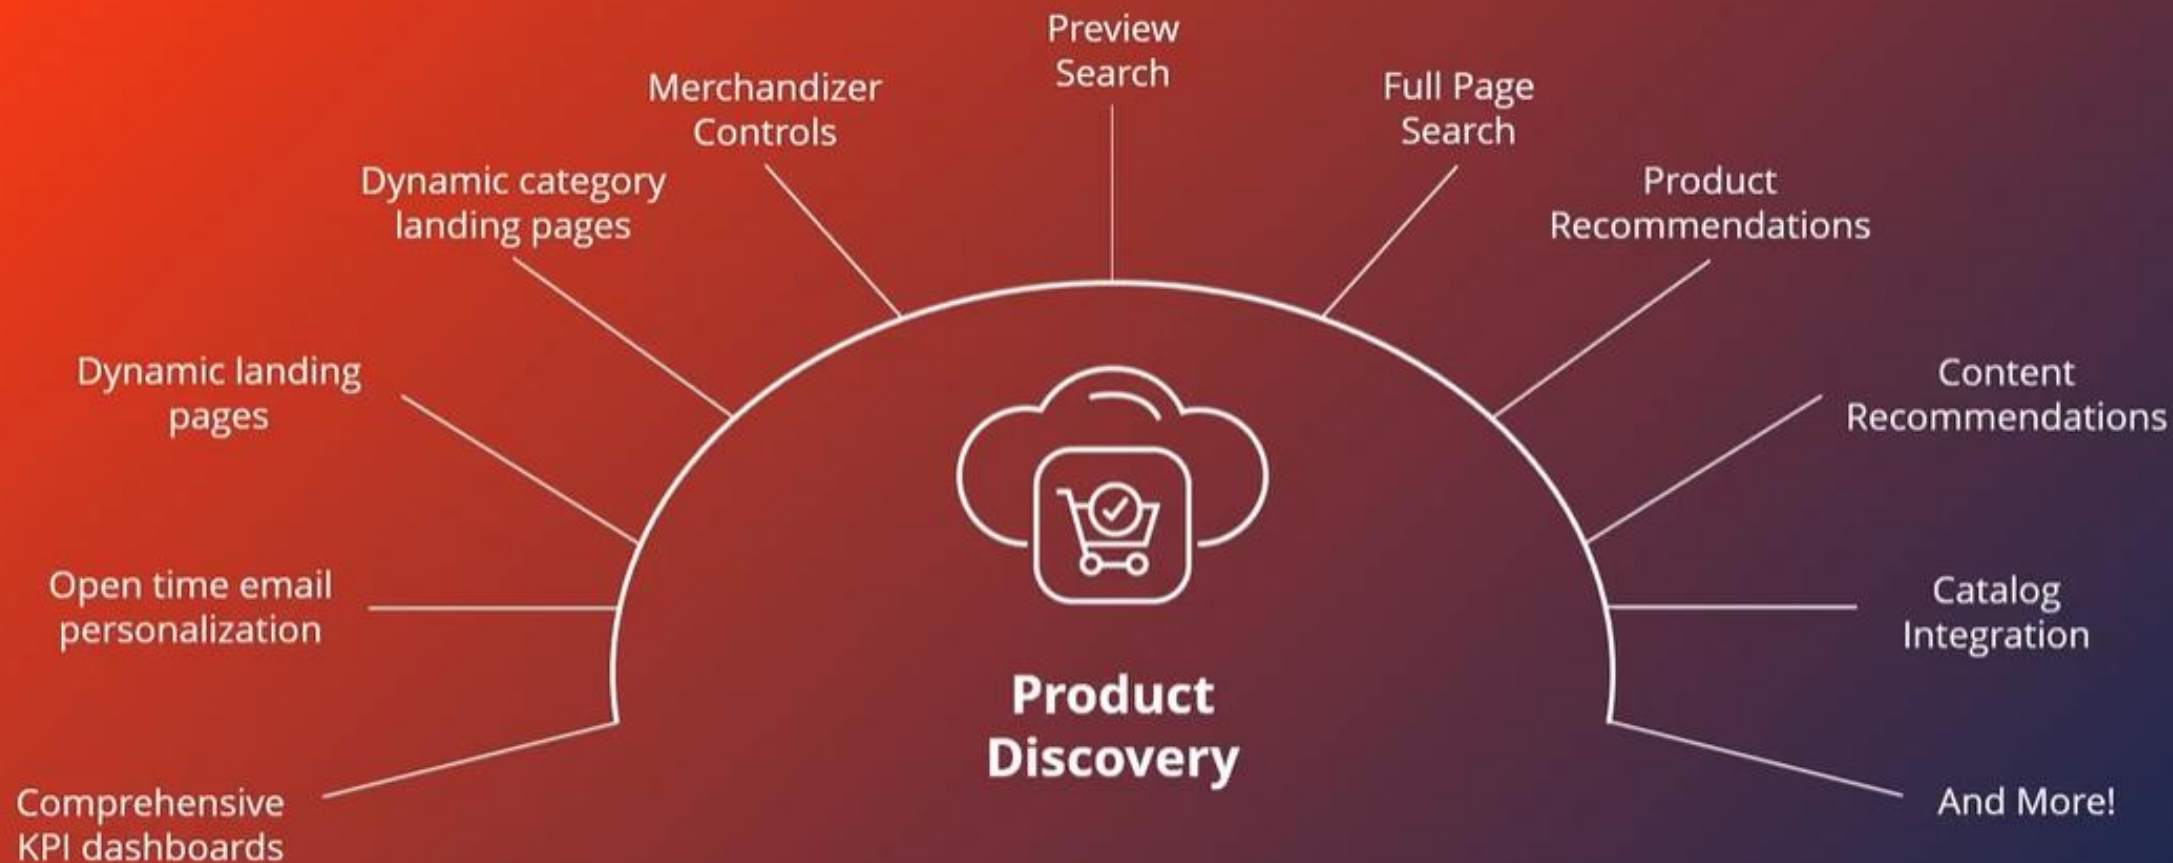 Preview
Search
Merchandizer
Controls
Full Page
Search
Dynamic category
landing pages
Product
Recommendations
Dynamic landing
pages
Content
Recommendations
Open time email
personalization
Catalog
Integration
Product
Discovery
Comprehensive
KPI dashboards
And More!